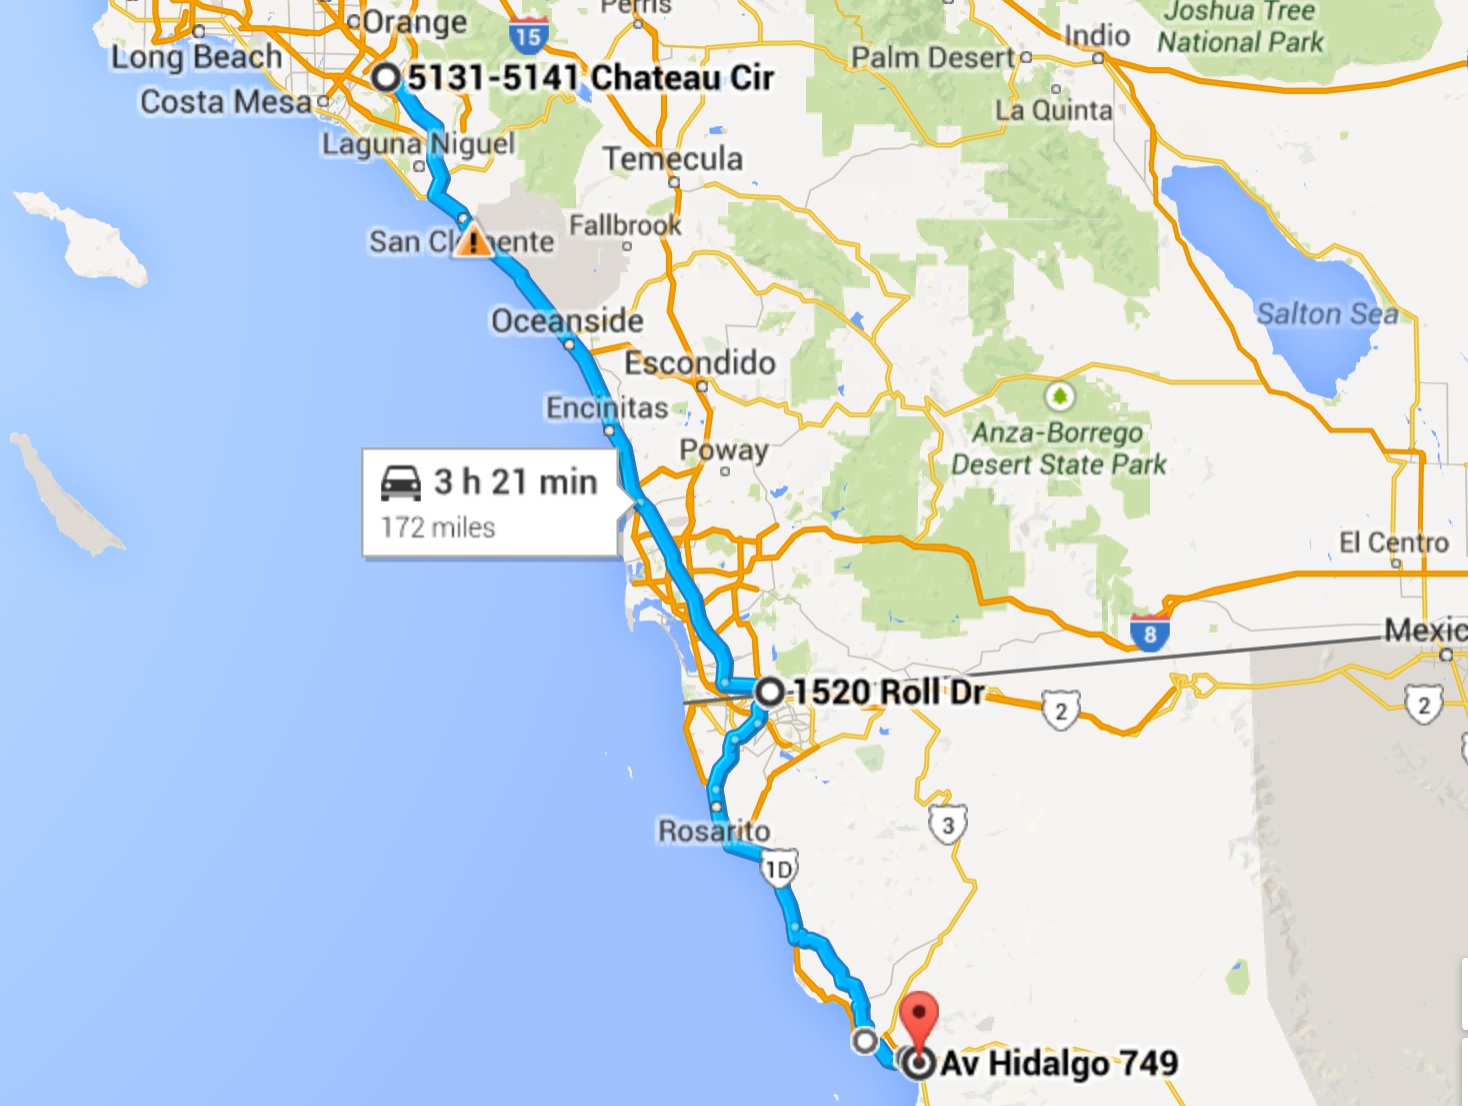 Perris
Joshua Tree
National Park
Orange
15
Indio
Long Beach
Palm Desert
5131-5141 Chateau Cir
Costa Mesa
La Quinta
Laguna Niguel
Temecula
Fallbrook
San Clemente
Salton Sea
Oceanside
Escondido
Encinitas
Anza-Borrego
Desert State Park
Poway
3 h 21 min
172 miles
El Centro
8
Mexic
1520 Roll Dr
2
2
3
Rosarito
1D
Av Hidalgo 749